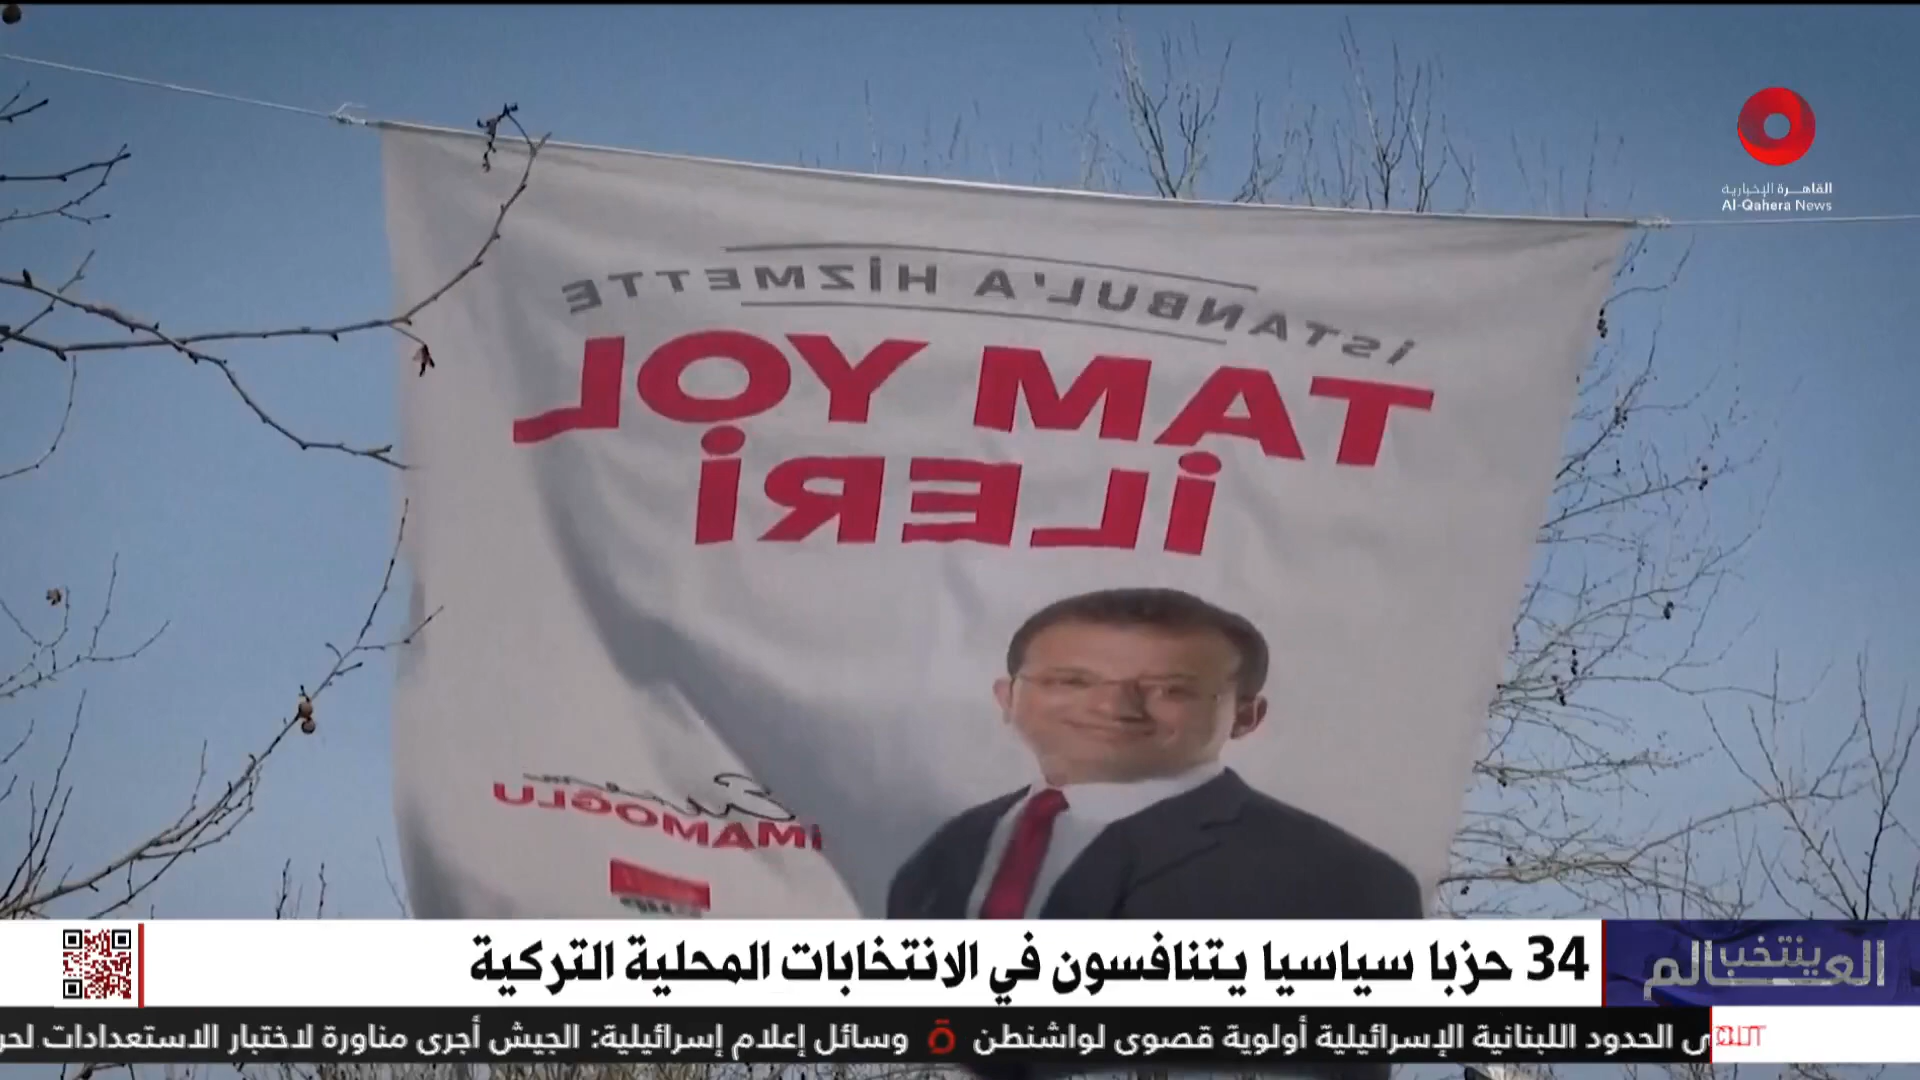 القاهرة الإخبارية
Al-Qahera News
İSTANBUL'A HİZMETTE
TAM YOL
İLERİ
İMAMOĞLU
34 حزبا سياسيا يتنافسون في الانتخابات المحلية التركية
العالم ينتخب
ى الحدود اللبنانية الإسرائيلية أولوية قصوى لواشنطن وسائل إعلام إسرائيلية: الجيش أجرى مناورة لاختبار الاستعدادات لحر